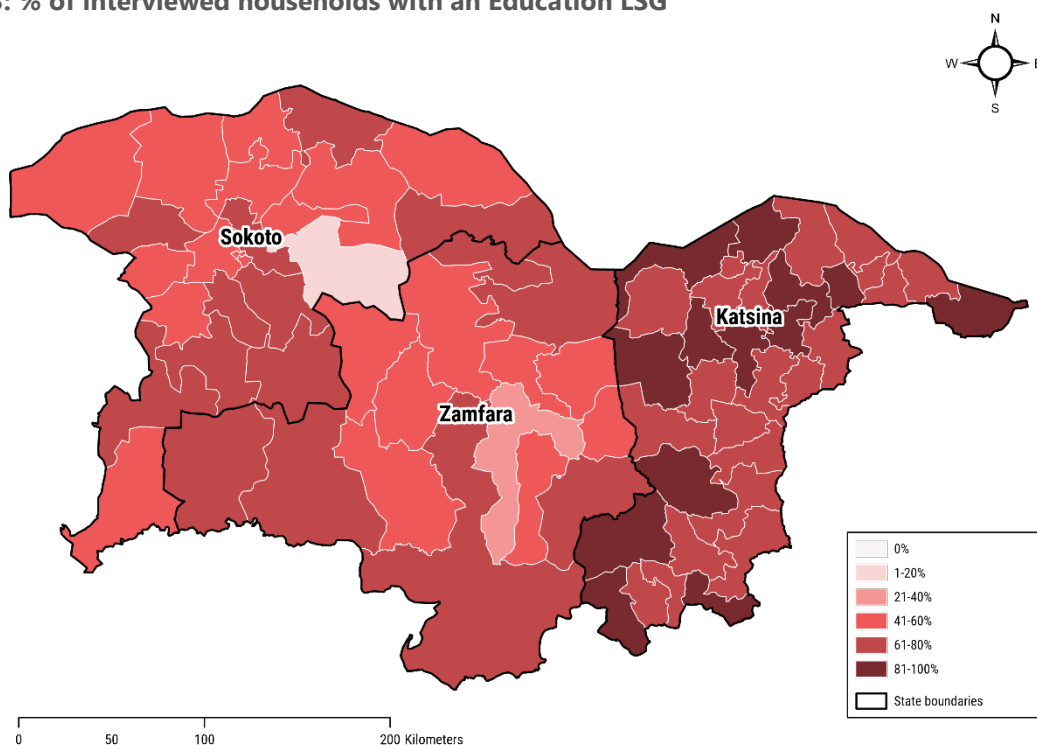 : % of interviewed households with an Education LSG
N
W
E
S
Sokoto
Katsina
Zamfara
0%
1-20%
21-40%
41-60%
61-80%
81-100%
State boundaries
0 50 100 200 Kilometers